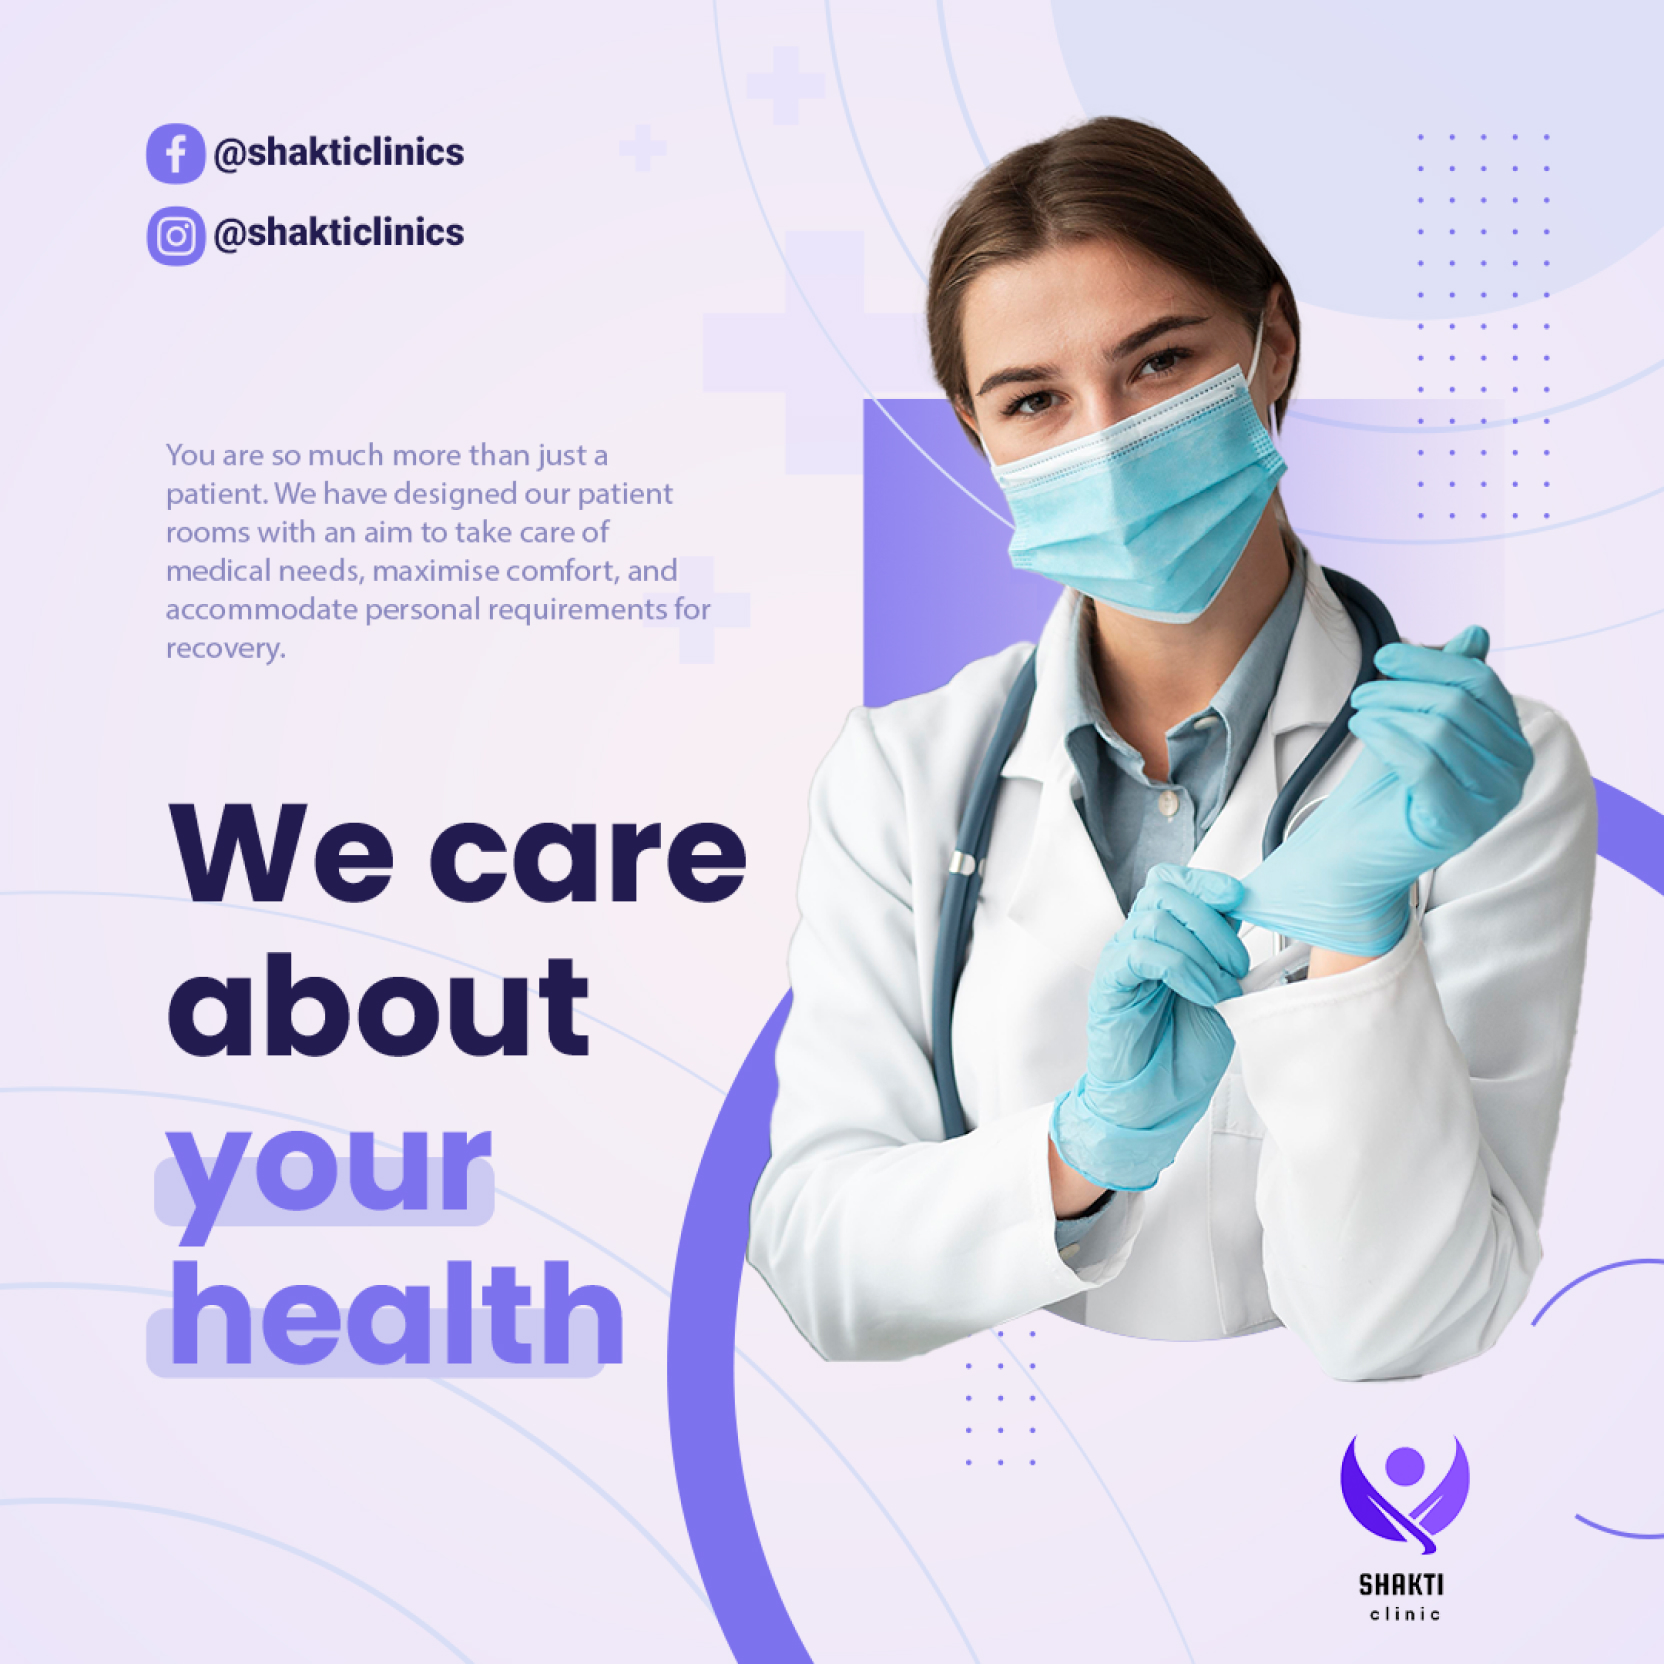 @shakticlinics
@shakticlinics
You are so much more than just a
patient. We have designed our patient
rooms with an aim to take care of
medical needs, maximise comfort, and
accommodate personal requirements for
recovery.
We care
about
your
health
SHAKTI
clinic